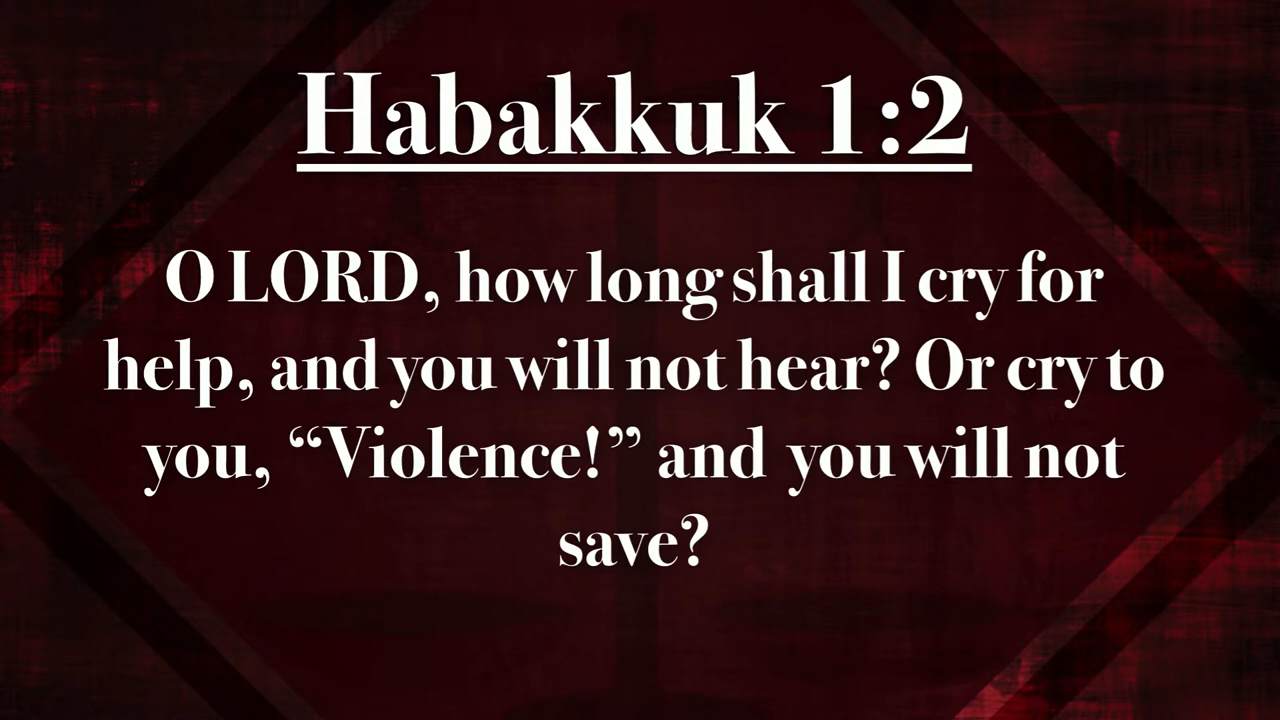 Habakkuk 1:2
O LORD, how long shall I cry for
help, and you will not hear? Or cry to
you, “Violence!” and you will not
save?